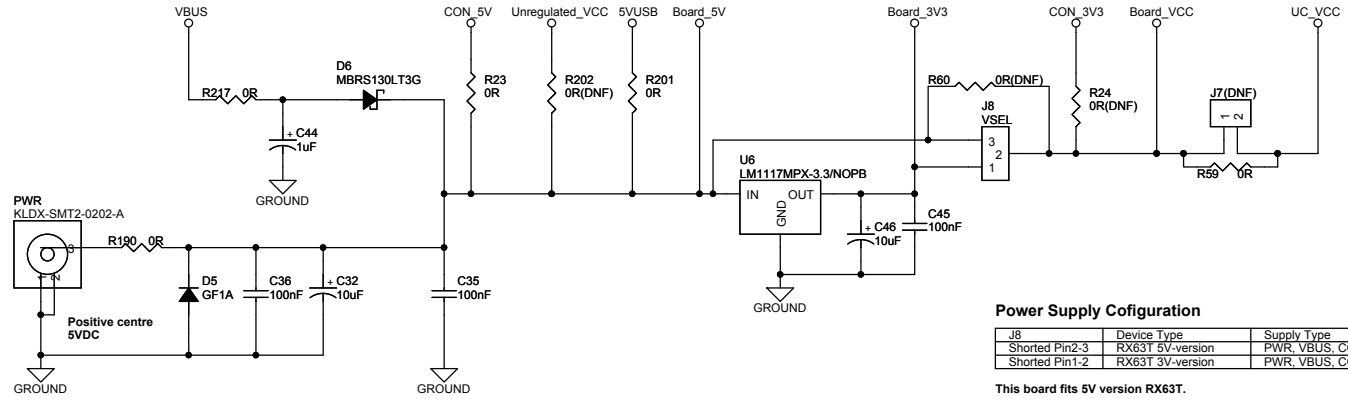 VBUS
CON_5V
Unregulated_VCC
5VUSB
Board_5V
Board_3V3
CON_3V3
Board_VCC
UC_VCC
D6
MBRS130LT3G
R217 0R
R23
0R
R202
0R(DNF)
R201
0R
R60 0R(DNF)
R24
0R(DNF)
J7(DNF)
1 2
J8
VSEL
3
2
1
+ C44
1uF
GROUND
U6
LM1117MPX-3.3/NOPB
IN OUT
GND
R59 0R
PWR
KLDX-SMT2-0202-A
3
1 2
R190 0R
+ C46
10uF
C45
100nF
D5
GF1A
C36
100nF
+ C32
10uF
C35
100nF
GROUND
Positive centre
5VDC
GROUND
GROUND
Power Supply Cofiguration
J8 Device Type Supply Type
Shorted Pin2-3 RX63T 5V-version PWR, VBUS,
Shorted Pin1-2 RX63T 3V-version PWR, VBUS,
This board fits 5V version RX63T.